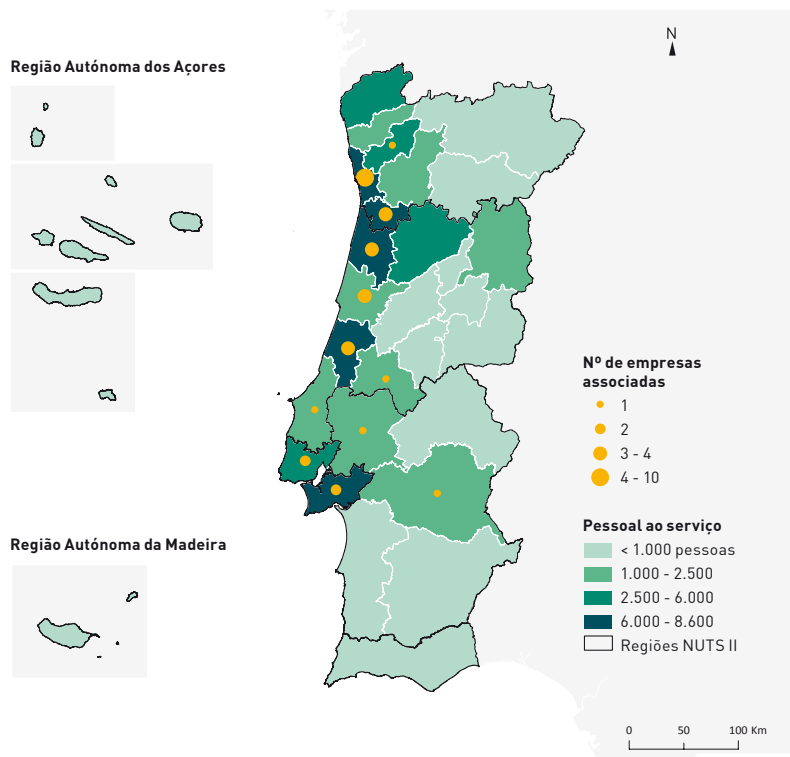 Região Autónoma dos Açores
N
Nº de empresas
associadas
1
2
3 - 4
4 - 10
Pessoal ao serviço
< 1.000 pessoas
1.000 - 2.500
2.500 - 6.000
6.000 - 8.600
Regiões NUTS II
Região Autónoma da Madeira
0 50 100 Km